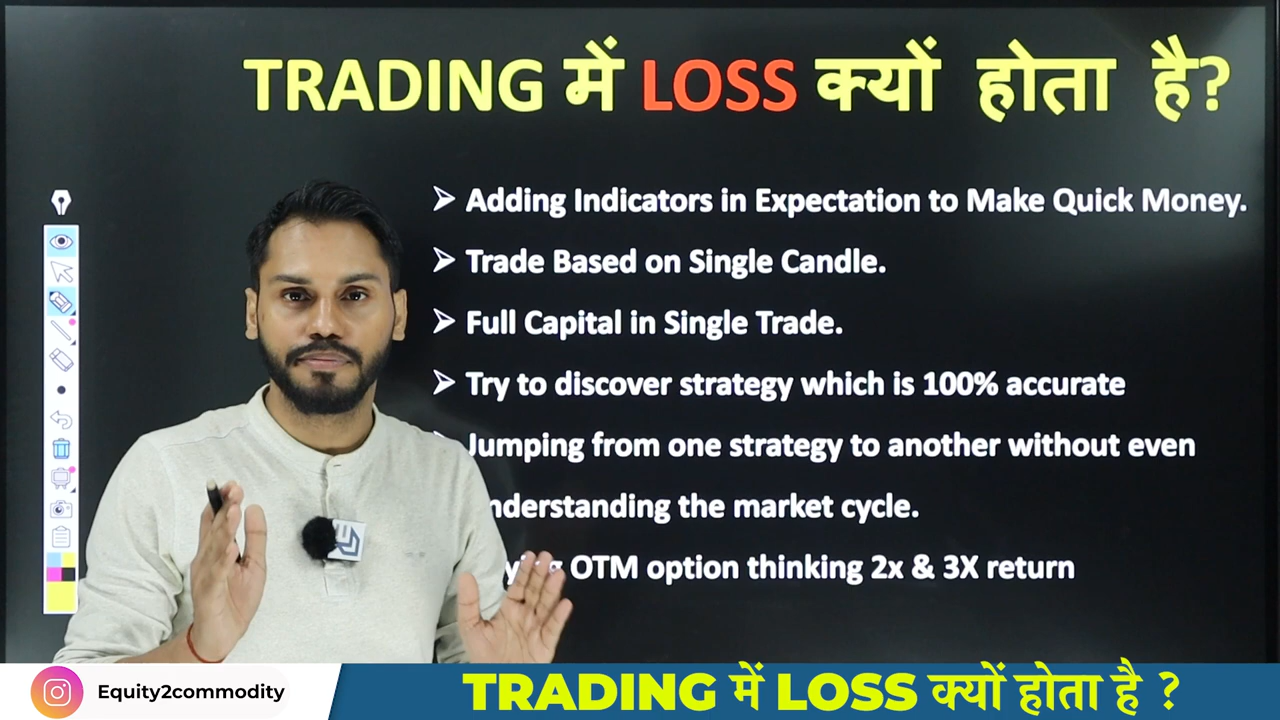 TRADING में LOSS क्यों होता है?
➢ Adding Indicators in Expectation to Make Quick Money.
➢ Trade Based on Single Candle.
➢ Full Capital in Single Trade.
➢ Try to discover strategy which is 100% accurate
Jumping from one strategy to another without even
the market cycle.
OTM option thinking 2x & 3X return
Equity2commodity
TRADING में LOSS क्यों होता है ?